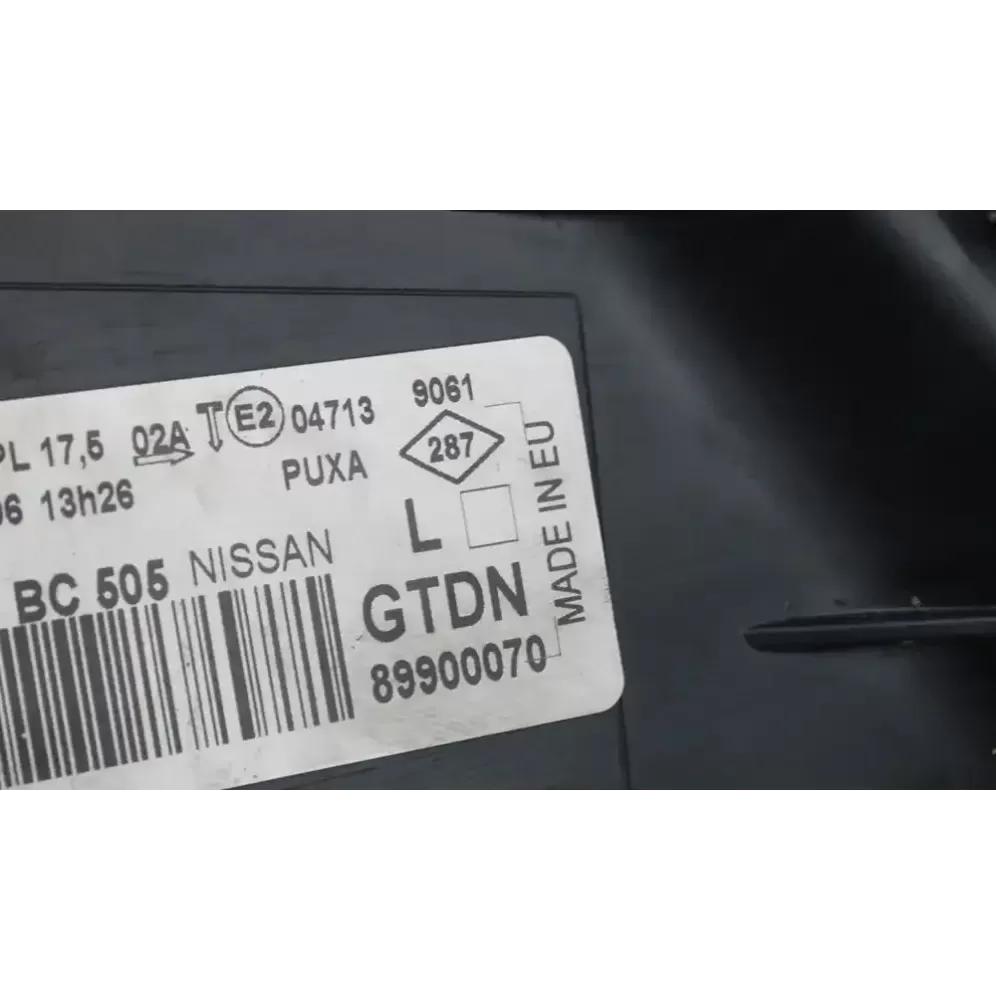 PL 17,5 02A E2 04713 9061
06 13h26 PUXA 287
L
BC 505 NISSAN
GTDN
89900070
MADE IN EU